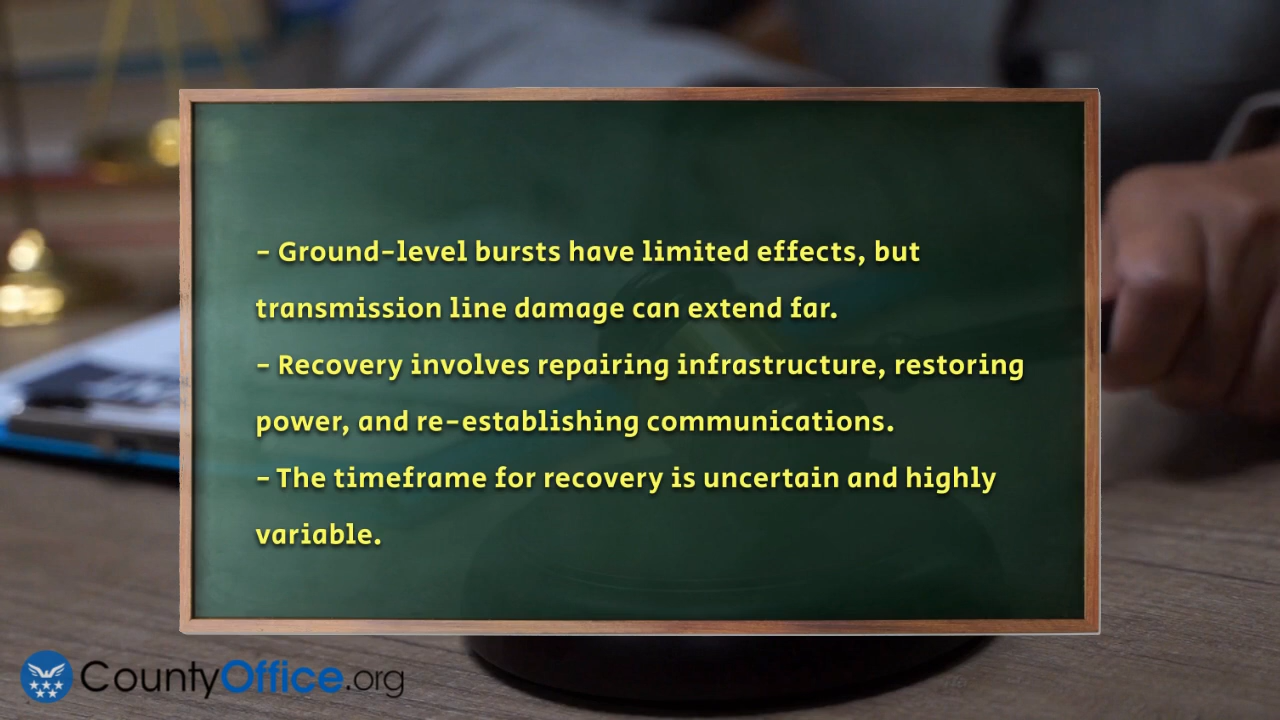 - Ground-level bursts have limited effects, but
transmission line damage can extend far.
- Recovery involves repairing infrastructure, restoring
power, and re-establishing communications.
- The timeframe for recovery is uncertain and highly
variable.
CountyOffice.org